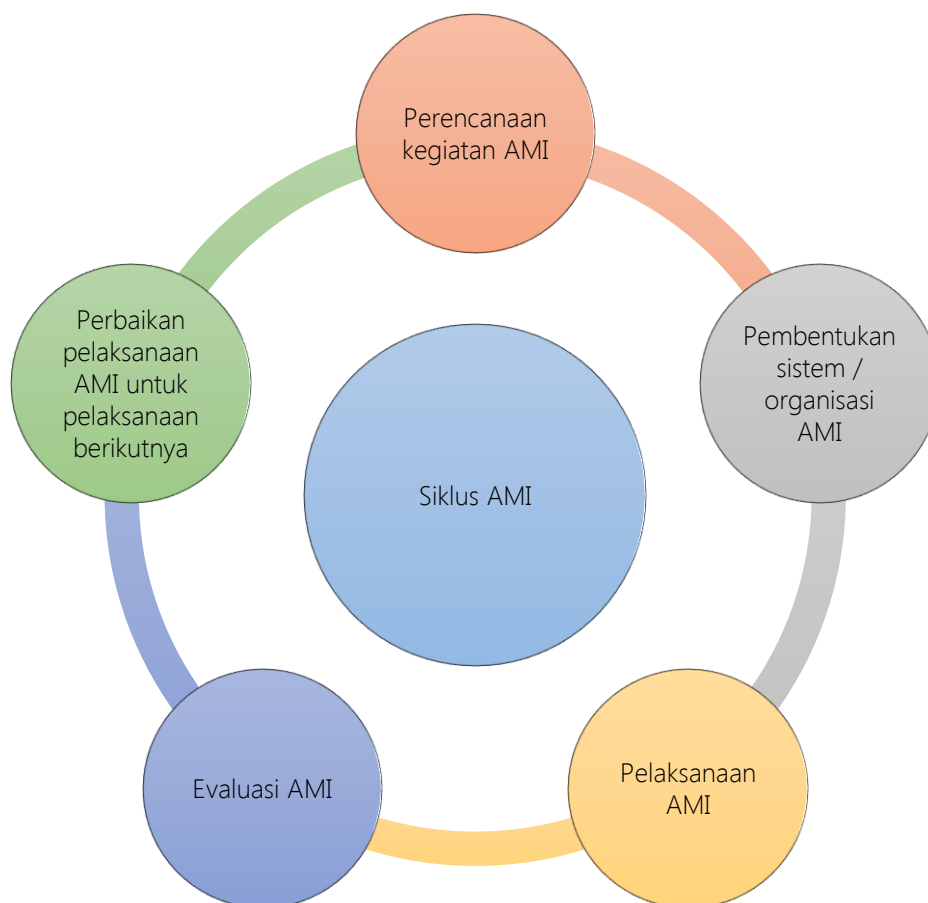 Perencanaan
kegiatan AMI
Pembentukan
sistem /
organisasi
AMI
Pelaksanaan
AMI
Evaluasi AMI
Perbaikan
pelaksanaan
AMI untuk
pelaksanaan
berikutnya
Siklus AMI